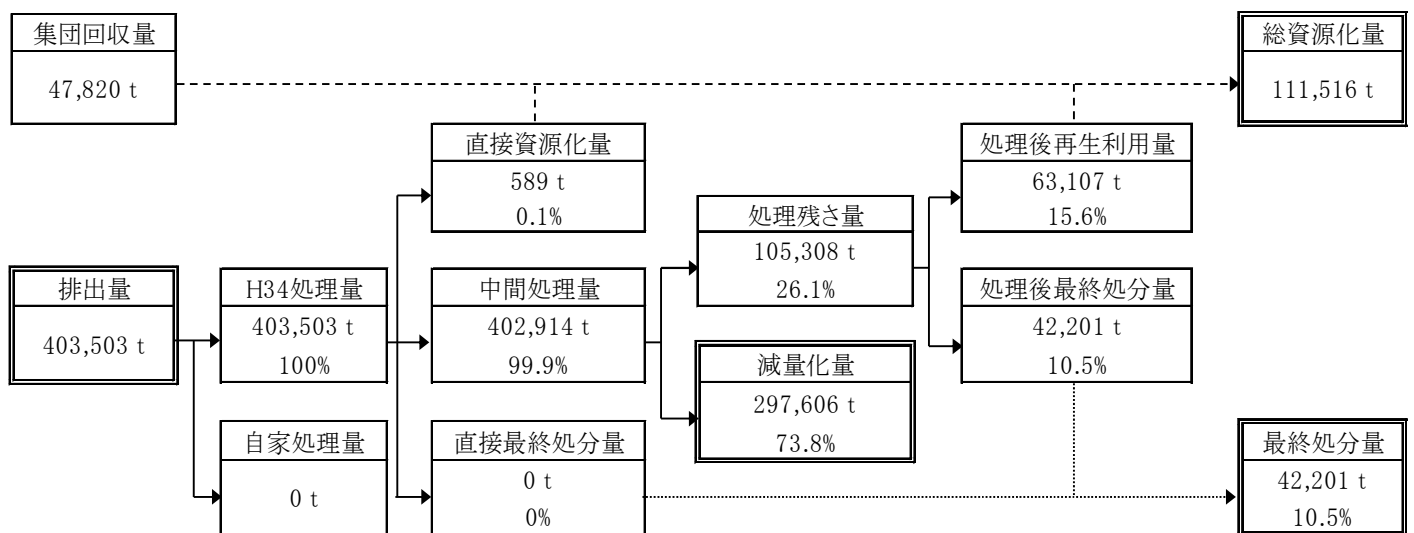 集団回収量
47,820 t
総資源化量
111,516 t
直接資源化量
589 t
0.1%
処理後再生利用量
63,107 t
15.6%
処理残さ量
105,308 t
26.1%
排出量
403,503 t
H34処理量
403,503 t
100%
中間処理量
402,914 t
99.9%
処理後最終処分量
42,201 t
10.5%
減量化量
297,606 t
73.8%
自家処理量
0 t
直接最終処分量
0 t
0%
最終処分量
42,201 t
10.5%